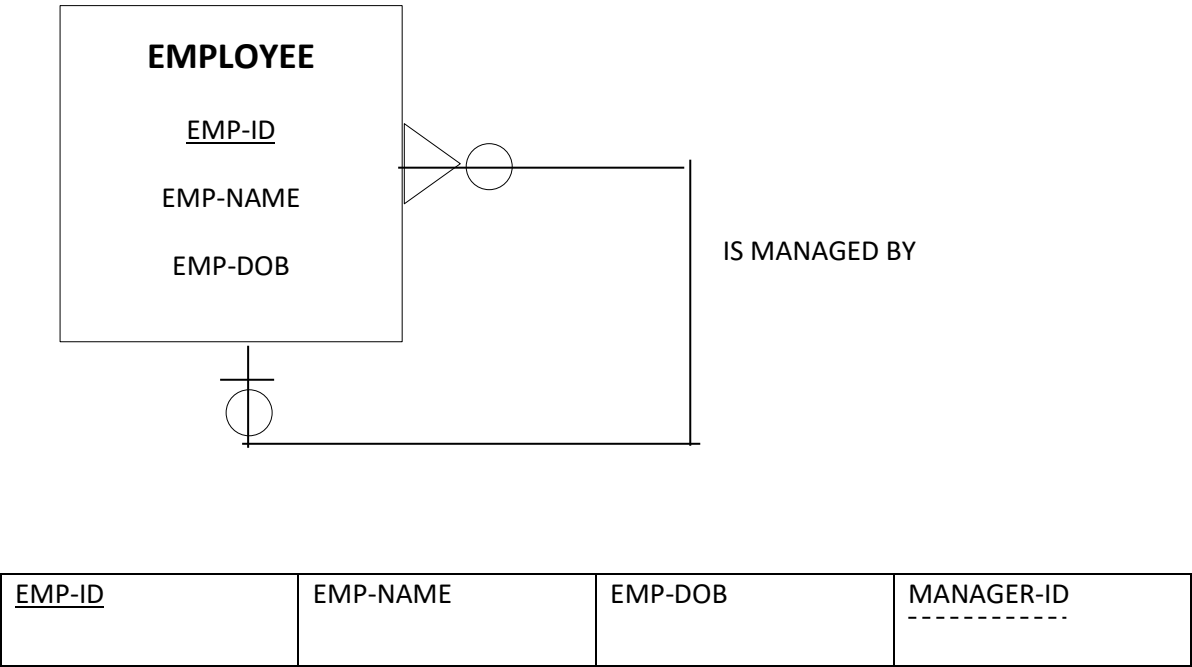 EMPLOYEE
EMP-ID
EMP-NAME
EMP-DOB
IS MANAGED BY
EMP-ID EMP-NAME EMP-DOB MANAGER-ID